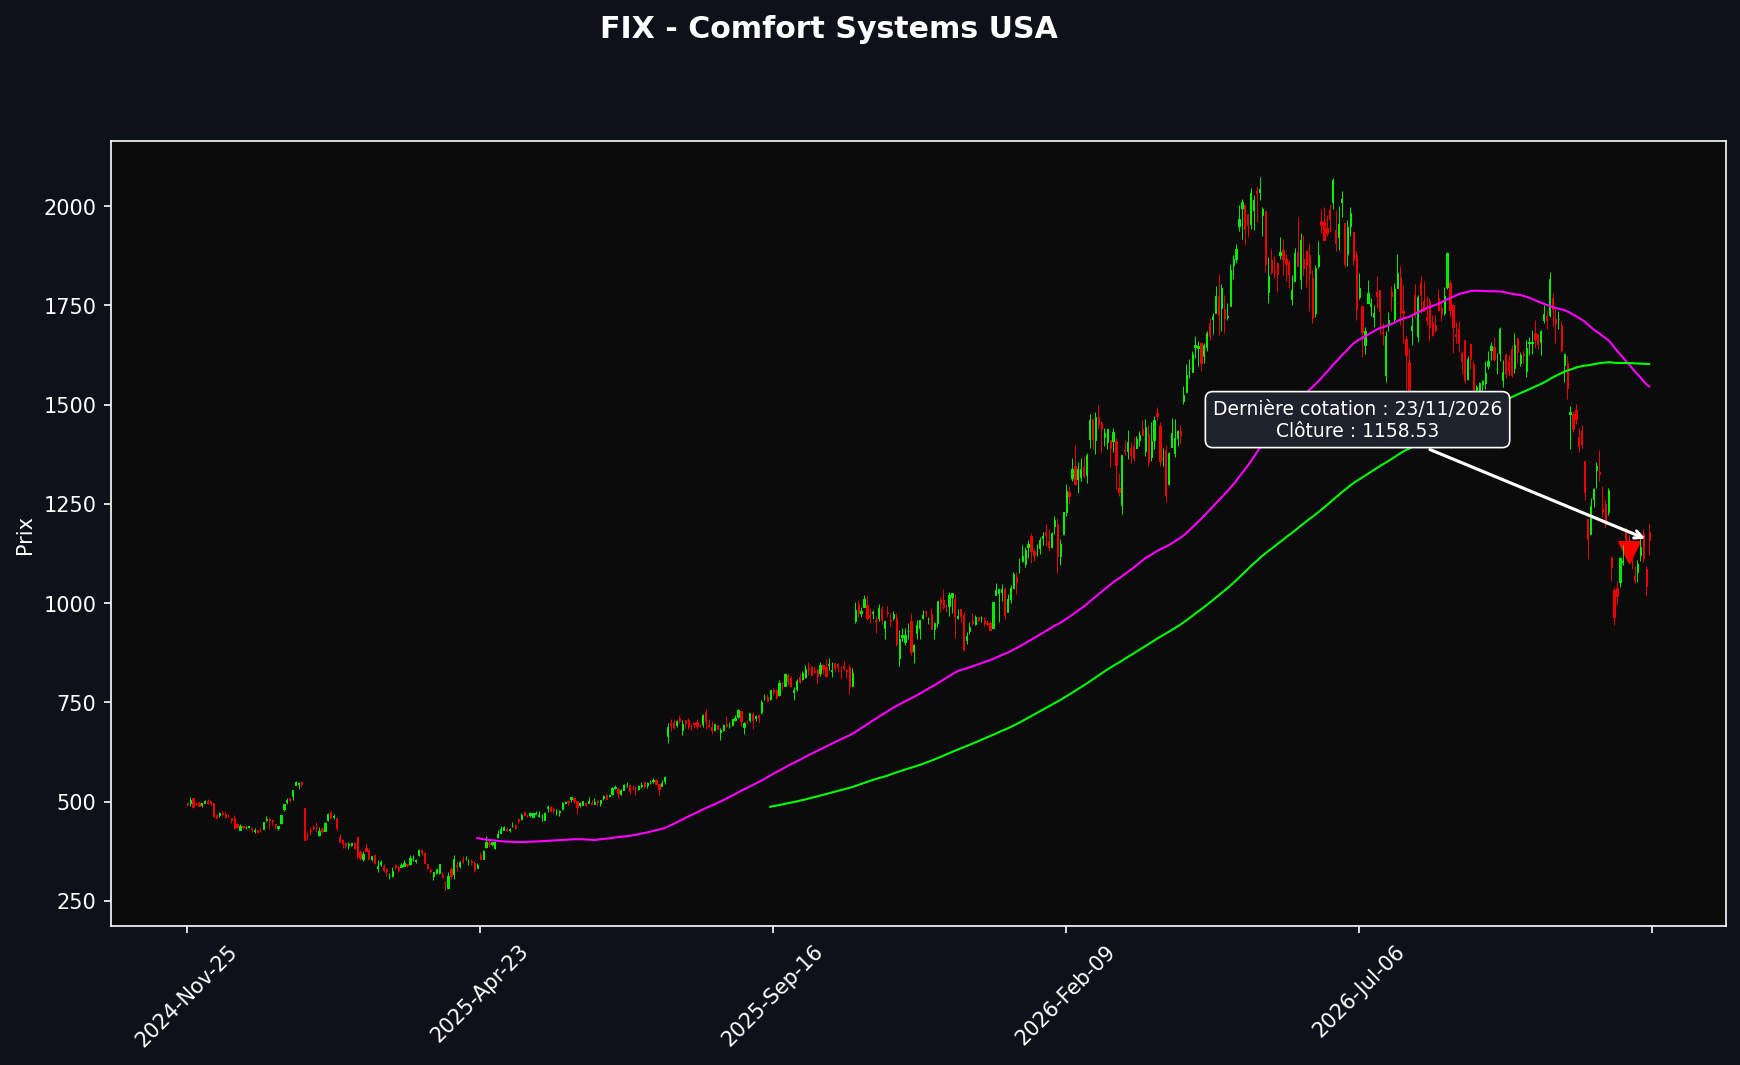 FIX - Comfort Systems USA
Prix
2000
1750
1500
1250
1000
750
500
250
Dernière cotation : 23/11/2026
Clôture : 1158.53
2024-Nov-25
2025-Apr-23
2025-Sep-16
2026-Feb-09
2026-Jul-06